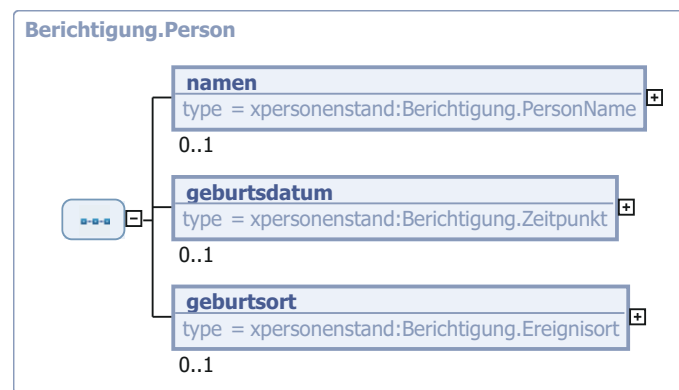 Berichtigung.Person
namen
type = xpersonenstand:Berichtigung.PersonName
0..1
geburtsdatum
type = xpersonenstand:Berichtigung.Zeitpunkt
0..1
geburtsort
type = xpersonenstand:Berichtigung.Ereignisort
0..1